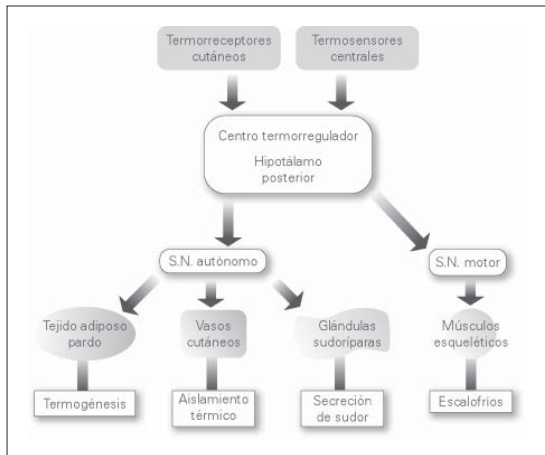 Termorreceptores
cutáneos
Termosensores
centrales
Centro termorregulador
Hipotálamo
posterior
S.N. autónomo
S.N. motor
Tejido adiposo
pardo
Vasos
cutáneos
Glándulas
sudoríparas
Músculos
esqueléticos
Termogénesis
Aislamiento
térmico
Secreción
de sudor
Escalofríos